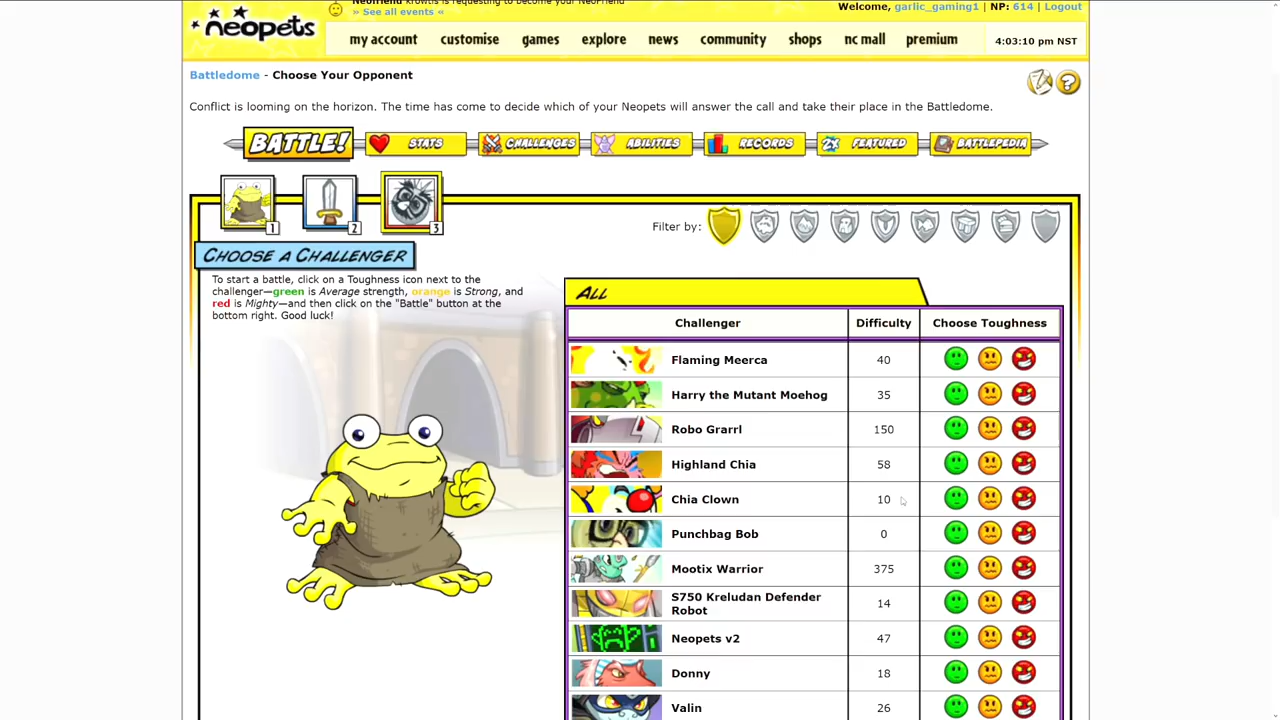 Neofriend krowtis is requesting to become your NeoFriend
» See all events «
Welcome, garlic_gaming1 | NP: 614 | Logout
neopets
my account customise games explore news community shops nc mall premium
4:03:10 pm NST
Battledome - Choose Your Opponent
Conflict is looming on the horizon. The time has come to decide which of your Neopets will answer the call and take their place in the Battledome.
BATTLE! STATS CHALLENGES ABILITIES RECORDS 2X FEATURED BATTLEPEDIA
1 2 3
Filter by:
CHOOSE A CHALLENGER
To start a battle, click on a Toughness icon next to the
challenger—green is Average strength, orange is Strong, and
red is Mighty—and then click on the "Battle" button at the
bottom right. Good luck!
ALL
Challenger Difficulty Choose Toughness
Flaming Meerca 40
Harry the Mutant Moehog 35
Robo Grarrl 150
Highland Chia 58
Chia Clown 10
Punchbag Bob 0
Mootix Warrior 375
S750 Kreludan Defender
Robot 14
Neopets v2 47
Donny 18
Valin 26